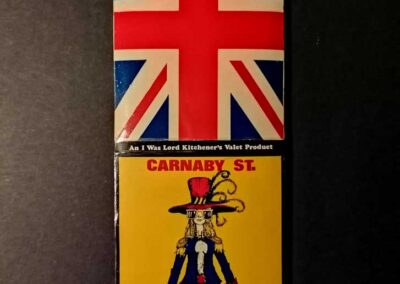 An I Was Lord Kitchener's Valet Product
CARNABY ST.